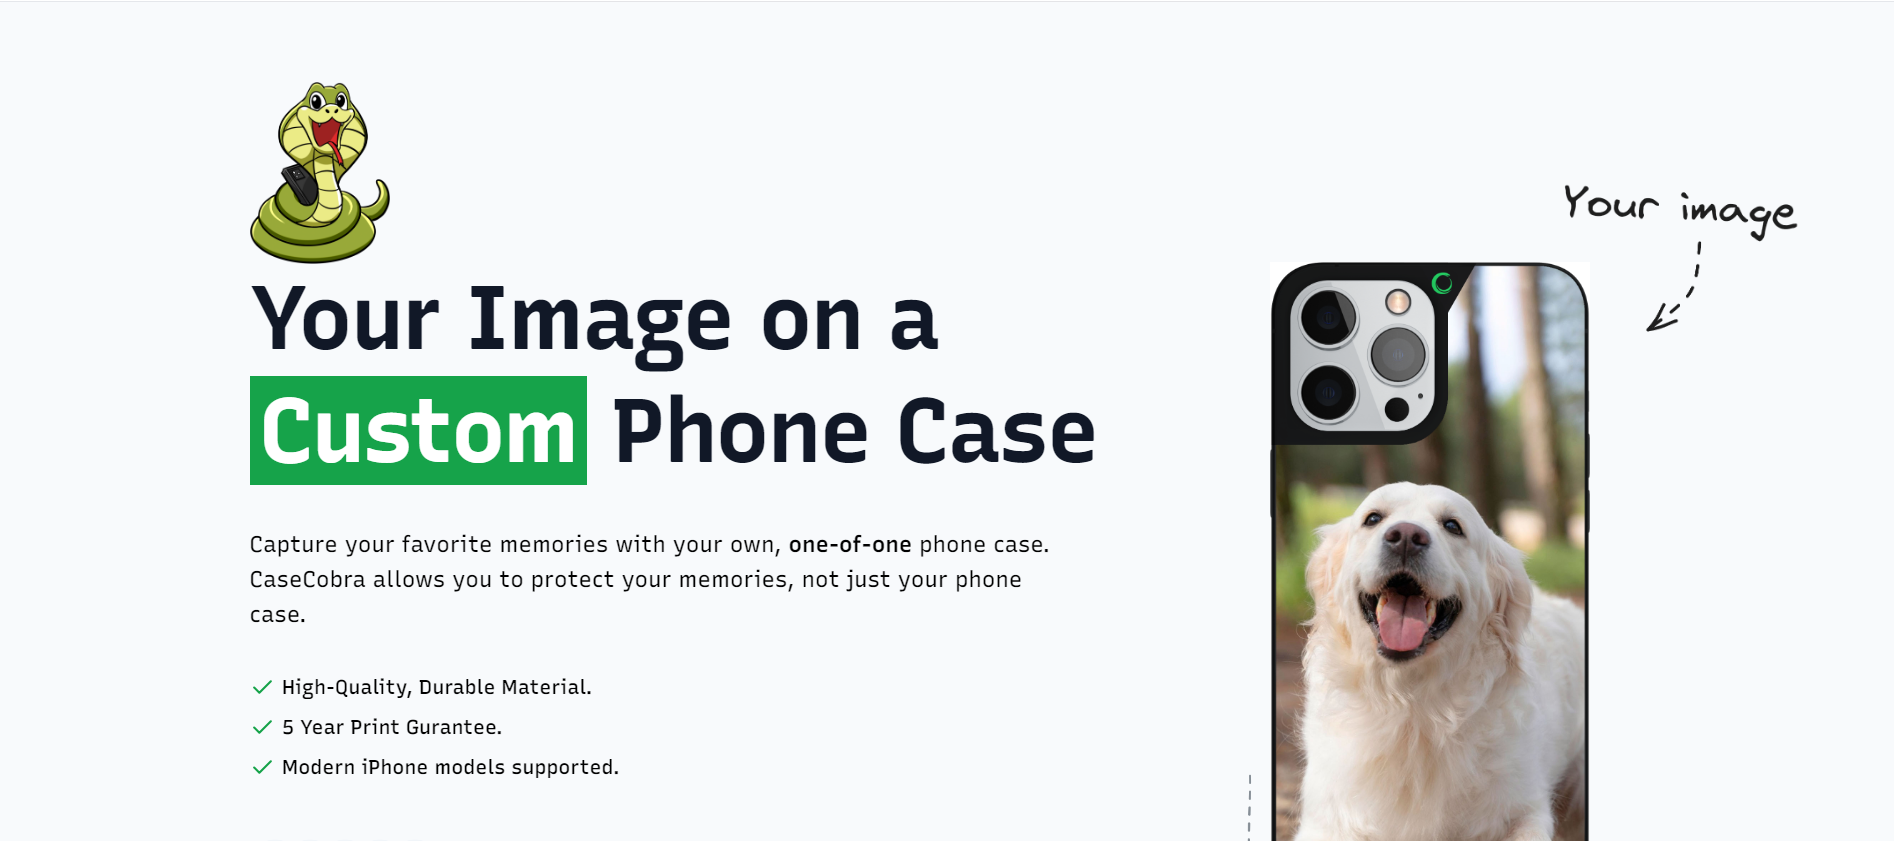 Your image
Your Image on a
Custom Phone Case
Capture your favorite memories with your own, one-of-one phone case.
CaseCobra allows you to protect your memories, not just your phone
case.
High-Quality, Durable Material.
5 Year Print Gurantee.
Modern iPhone models supported.